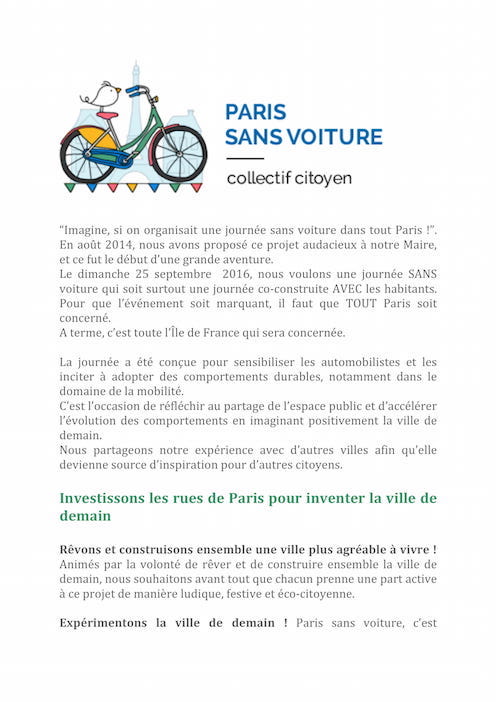 PARIS
SANS VOITURE
collectif citoyen
“Imagine, si on organisait une journée sans voiture dans tout Paris !”.
En août 2014, nous avons proposé ce projet audacieux à notre Maire,
et ce fut le début d’une grande aventure.
Le dimanche 25 septembre 2016, nous voulons une journée SANS
voiture qui soit surtout une journée co-construite AVEC les habitants.
Pour que l’événement soit marquant, il faut que TOUT Paris soit
concerné.
A terme, c’est toute l’Île de France qui sera concernée.
La journée a été conçue pour sensibiliser les automobilistes et les
inciter à adopter des comportements durables, notamment dans le
domaine de la mobilité.
C’est l’occasion de réfléchir au partage de l’espace public et d’accélérer
l’évolution des comportements en imaginant positivement la ville de
demain.
Nous partageons notre expérience avec d’autres villes afin qu’elle
devienne source d’inspiration pour d’autres citoyens.
Investissons les rues de Paris pour inventer la ville de
demain
Rêvons et construisons ensemble une ville plus agréable à vivre !
Animés par la volonté de rêver et de construire ensemble la ville de
demain, nous souhaitons avant tout que chacun prenne une part active
à ce projet de manière ludique, festive et éco-citoyenne.
Expérimentons la ville de demain ! Paris sans voiture, c’est